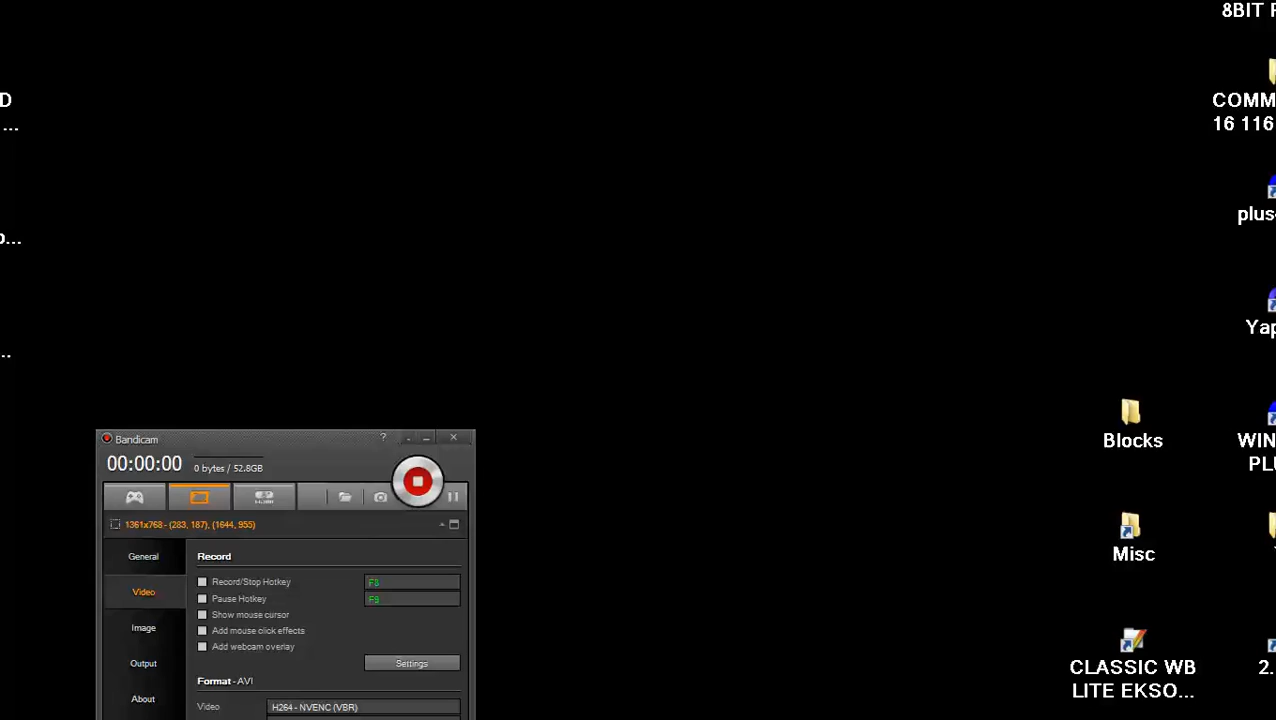 8BIT
COMM
16 116
plus-
Yap
Blocks
WIN
PL
Misc
CLASSIC WB
LITE EKSO...
2.
Bandicam
?
00:00:00
0 bytes / 52.8GB
1361x768 - (283, 187), (1644, 955)
General
Video
Image
Output
About
Record
Record/Stop Hotkey
F8
Pause Hotkey
F9
Show mouse cursor
Add mouse click effects
Add webcam overlay
Settings
Format - AVI
Video
H264 - NVENC (VBR)